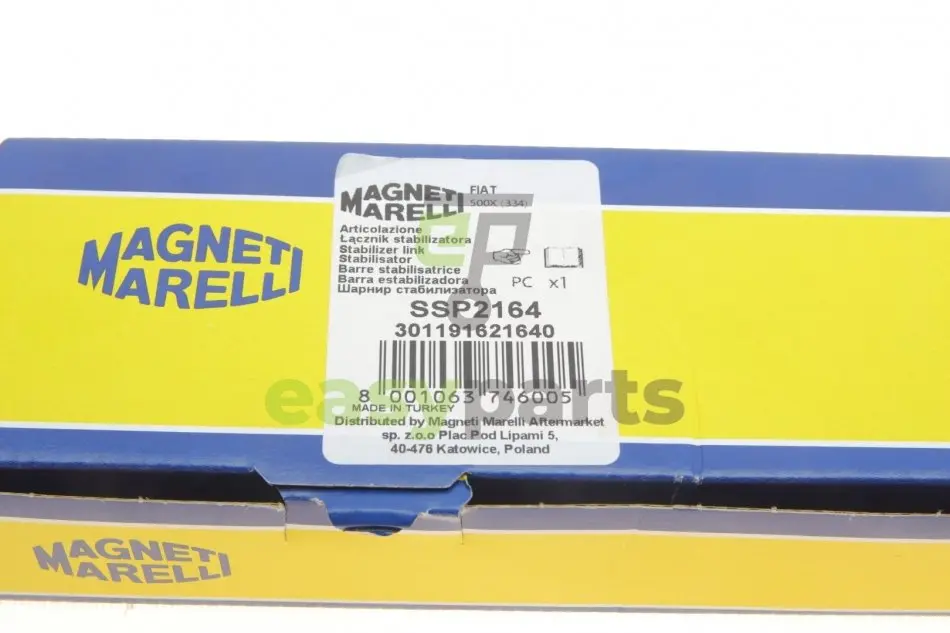 MAGNETI
MARELLI
MAGNETI
MARELLI
FIAT
500X (334)
Articolazione
Łącznik stabilizatora
Stabilizer link
Stabilisator
Barre stabilisatrice
Barra estabilizadora
Шарнир стабилизатора
PC x1
SSP2164
301191621640
8 001063 746005
MADE IN TURKEY
Distributed by Magneti Marelli Aftermarket
sp. z.o.o Plac Pod Lipami 5,
40-476 Katowice, Poland
easyparts
ep
MAGNETI
MARELLI